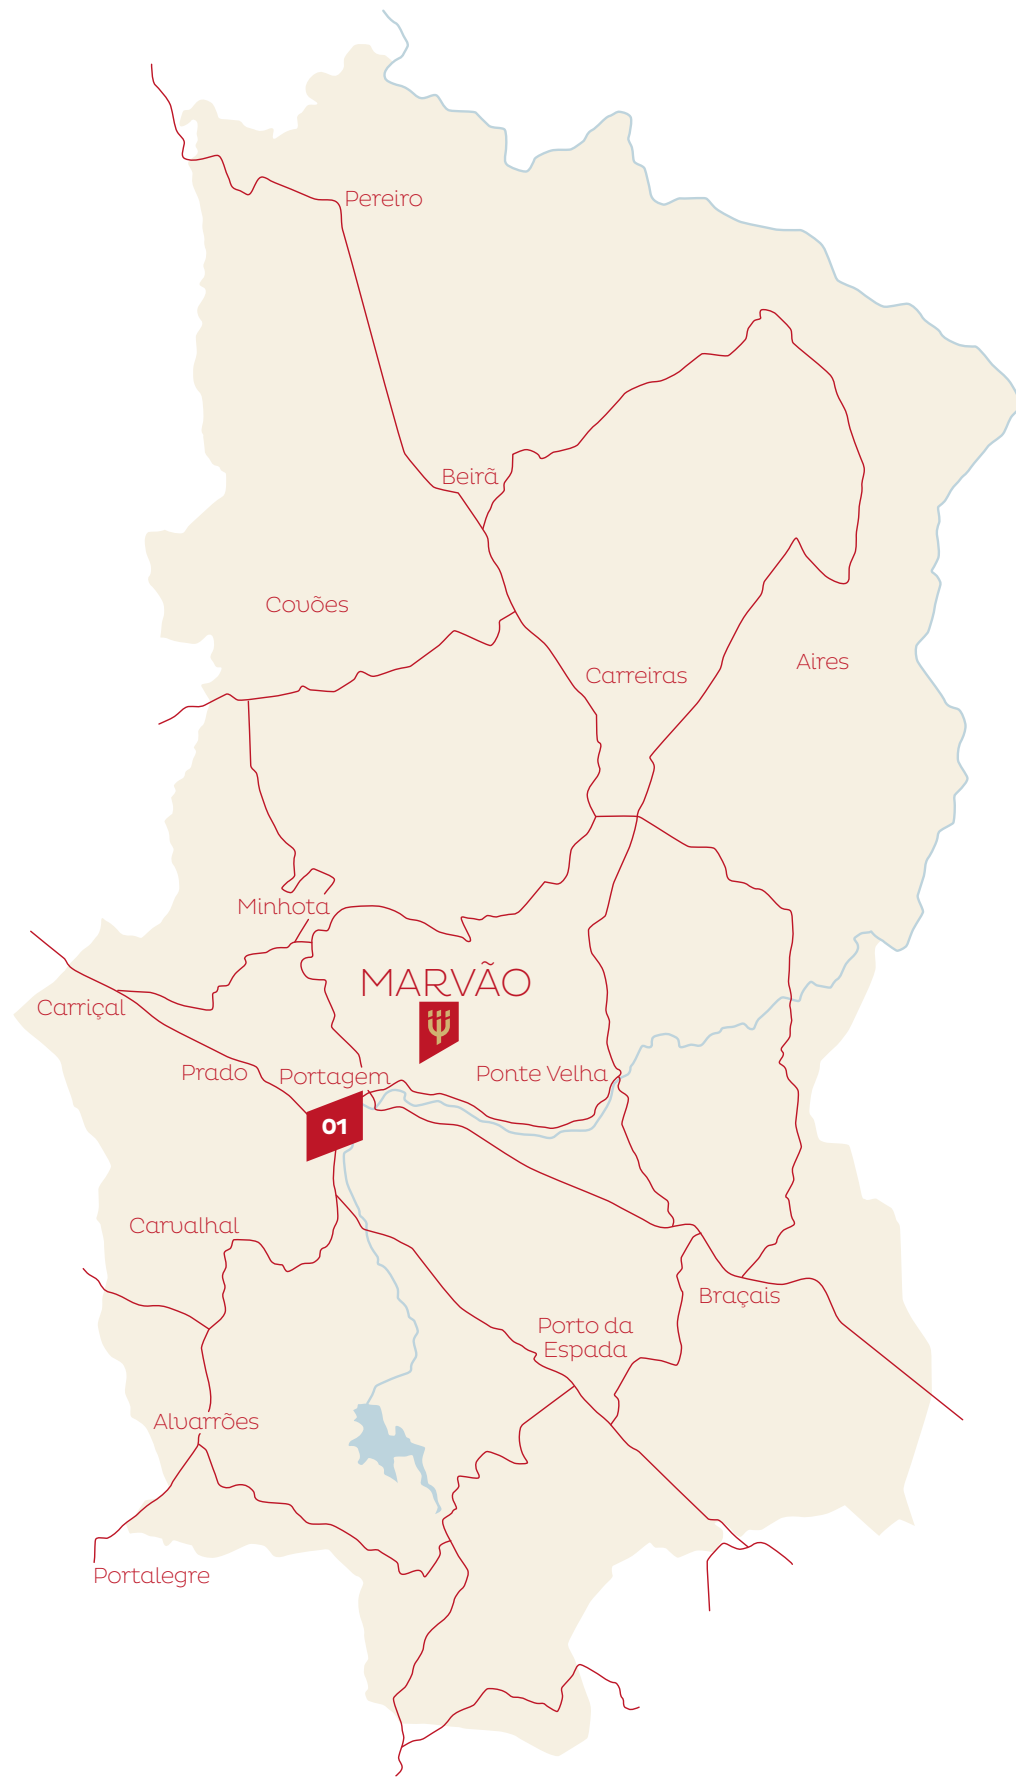 Pereiro
Beirã
Covões
Carreiras
Aires
Minhota
MARVÃO
Carriçal
Prado
Portagem
Ponte Velha
01
Carvalhal
Braçais
Porto da
Espada
Alvarrões
Portalegre